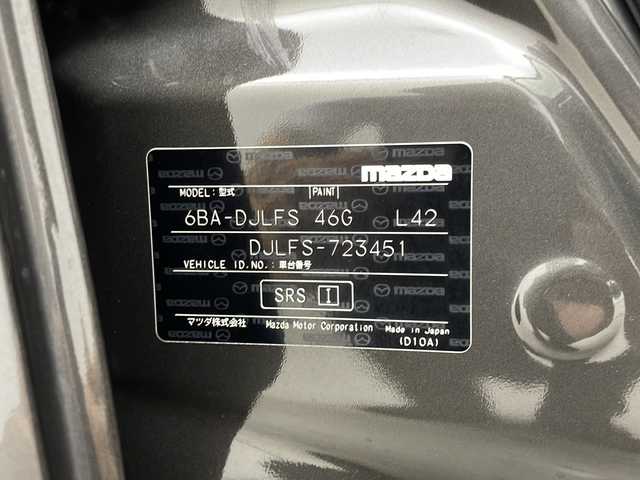 mazda
MODEL: 型式 PAINT
6BA-DJLFS 46G L42
DJLFS-723451
VEHICLE ID.NO.: 車台番号
SRS I
マツダ株式会社 Mazda Motor Corporation Made in Japan
(D10A)